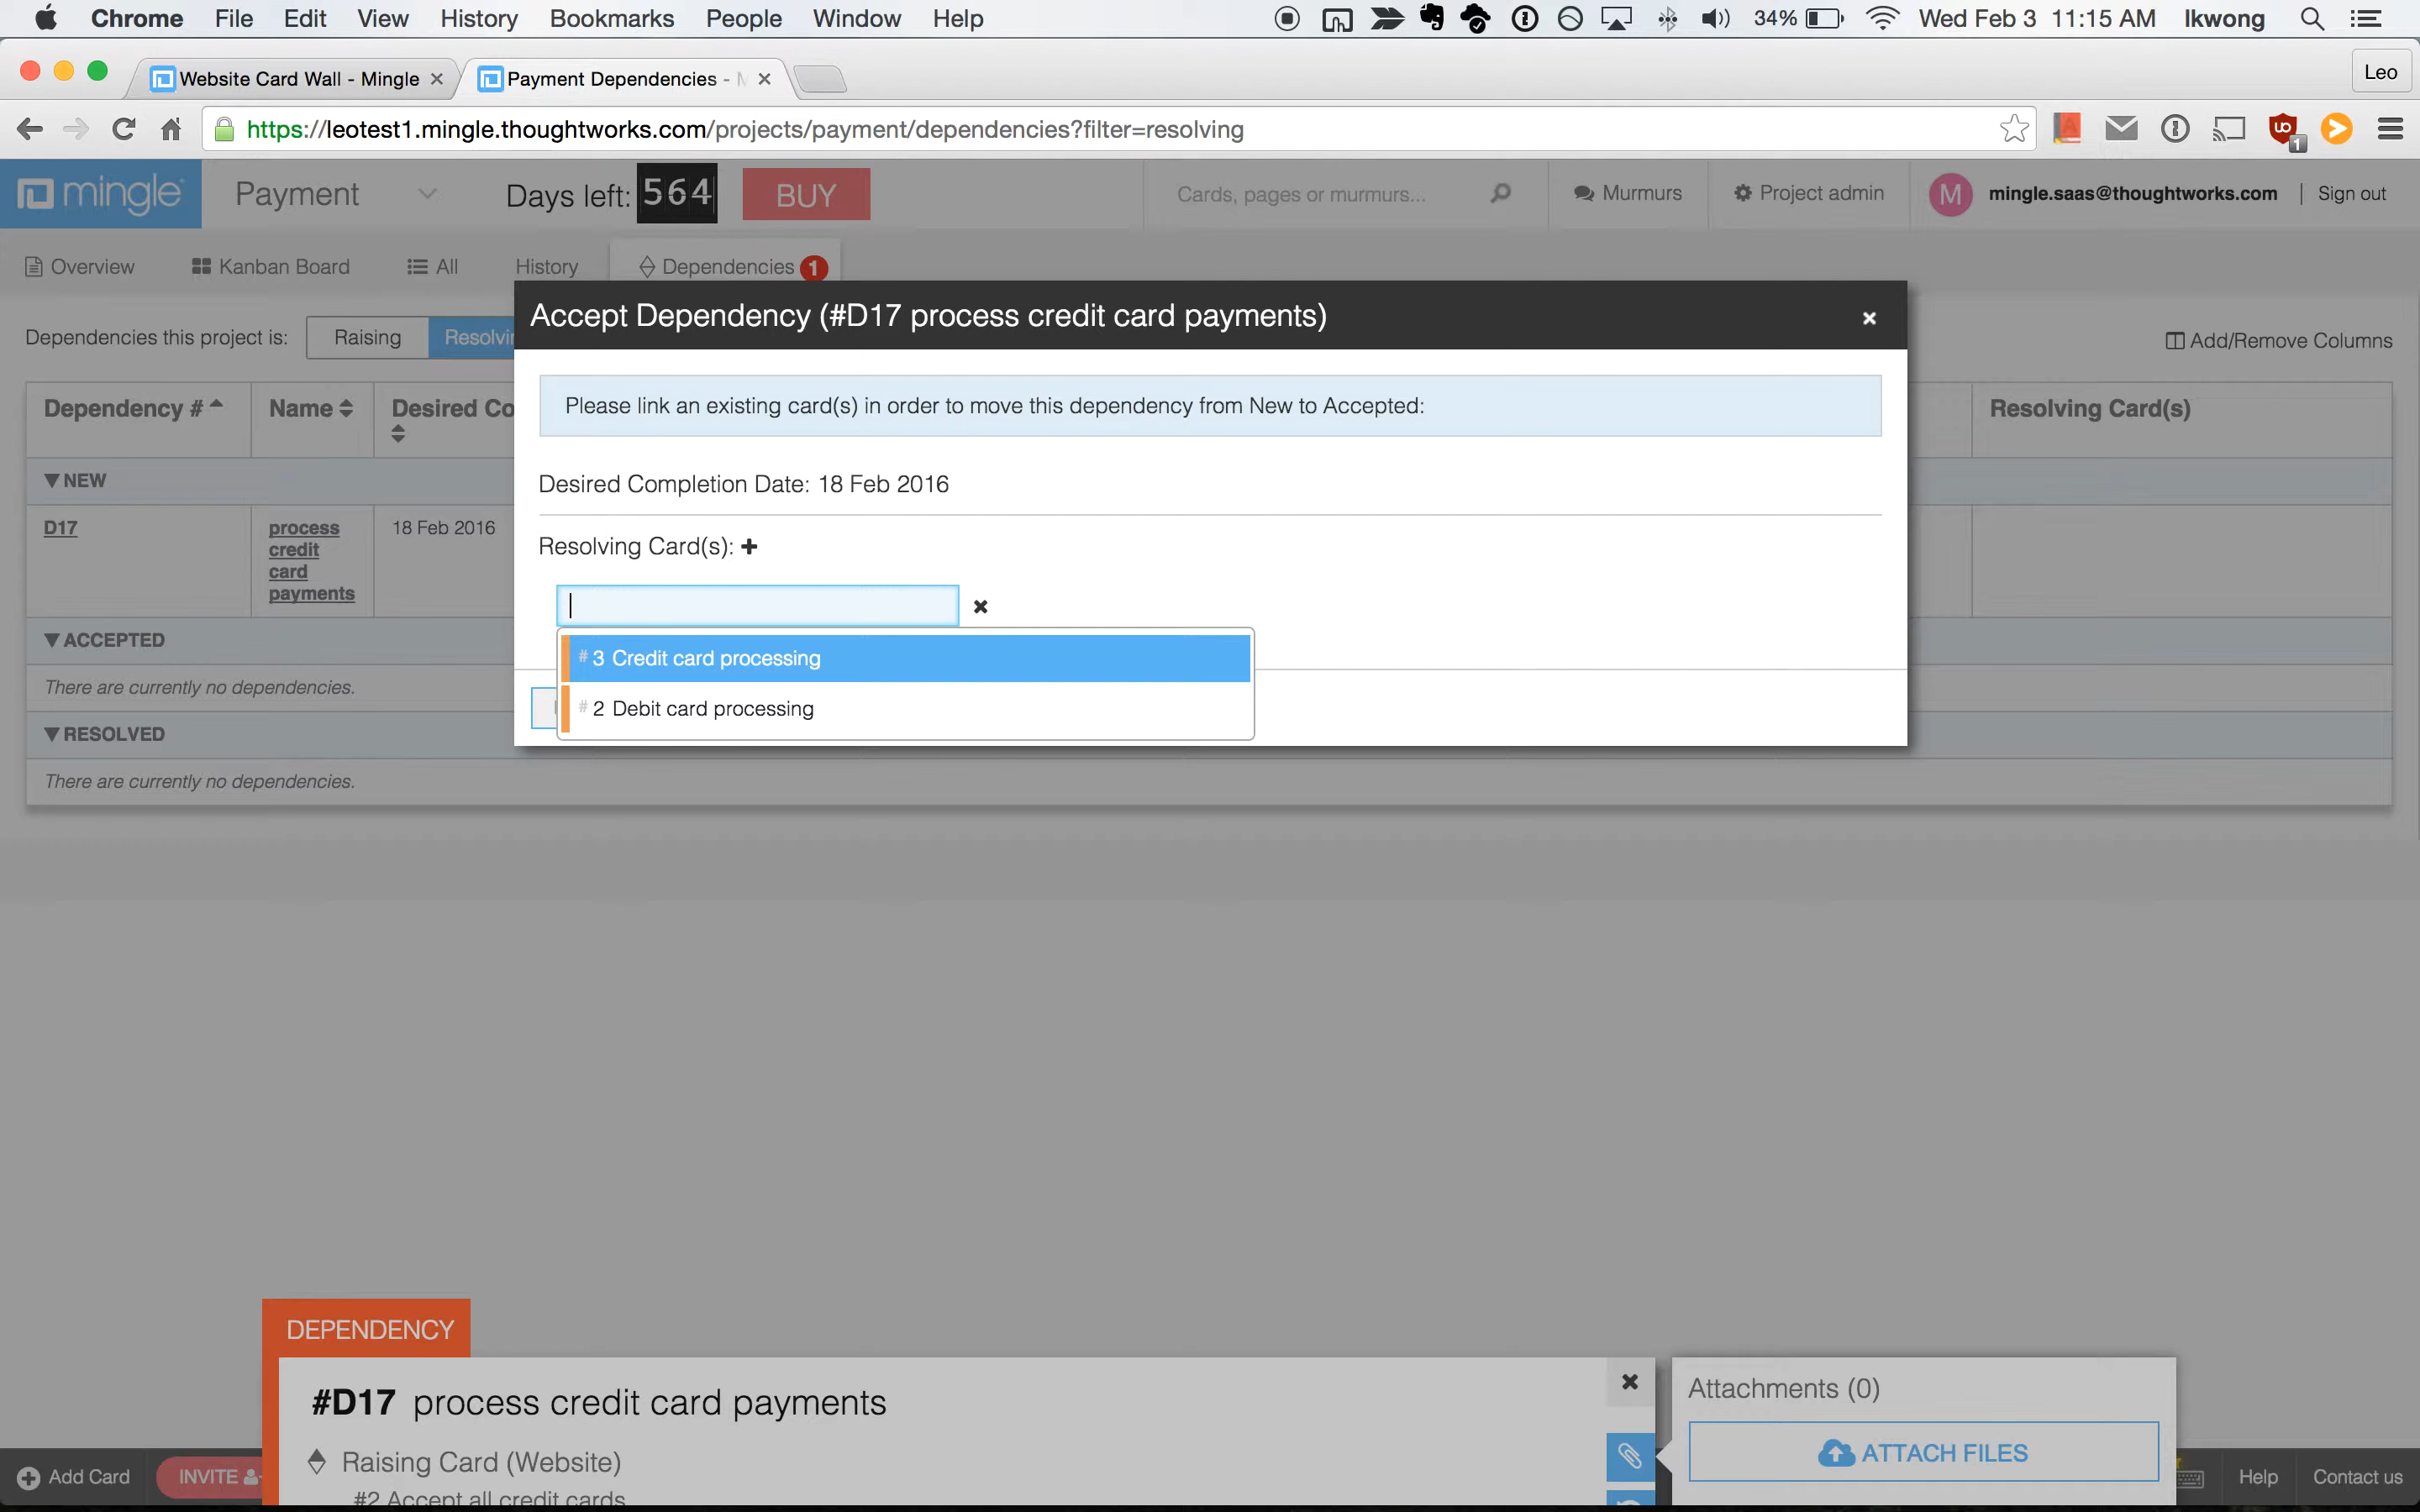 Chrome File Edit View History Bookmarks People Window Help 34% Wed Feb 3 11:15 AM lkwong
Website Card Wall - Mingle Payment Dependencies - Leo
https://leotest1.mingle.thoughtworks.com/projects/payment/dependencies?filter=resolving
mingle Payment Days left: 564 BUY Cards, pages or murmurs... Murmurs Project admin M mingle.saas@thoughtworks.com | Sign out
Overview Kanban Board All History Dependencies 1
Accept Dependency (#D17 process credit card payments)
Dependencies this project is: Raising Add/Remove Columns
Please link an existing card(s) in order to move this dependency from New to Accepted:
Dependency # Name Desired Resolving Card(s)
NEW
Desired Completion Date: 18 Feb 2016
D17 process credit card payments 18 Feb 2016
Resolving Card(s):
# 3 Credit card processing
# 2 Debit card processing
ACCEPTED
There are currently no dependencies.
RESOLVED
There are currently no dependencies.
DEPENDENCY
#D17 process credit card payments
Raising Card (Website)
#2 Accept all credit cards
Attachments (0)
ATTACH FILES
Add Card INVITE Help Contact us